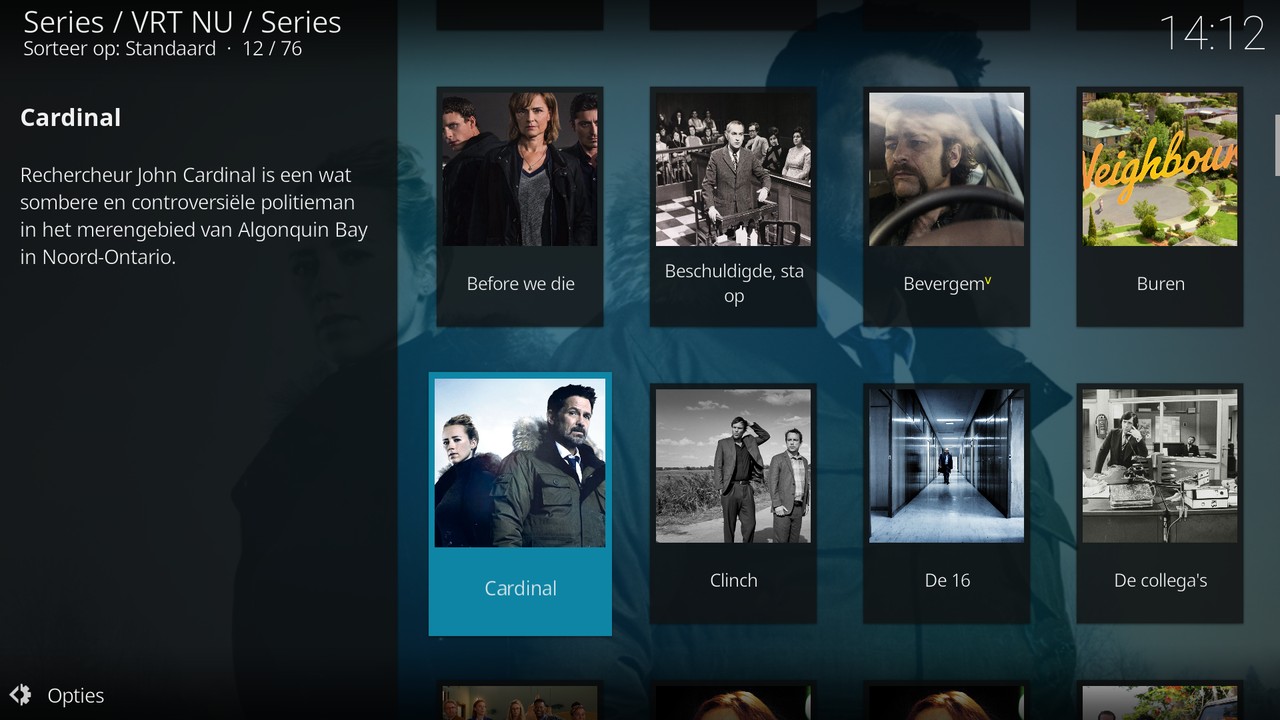 Series / VRT NU / Series
Sorteer op: Standaard · 12 / 76
14:12
Cardinal
Rechercheur John Cardinal is een wat
sombere en controversiële politieman
in het merengebied van Algonquin Bay
in Noord-Ontario.
Neighbour
Before we die
Beschuldigde, sta
op
Bevergemᵛ
Buren
Cardinal
Clinch
De 16
De collega's
Opties